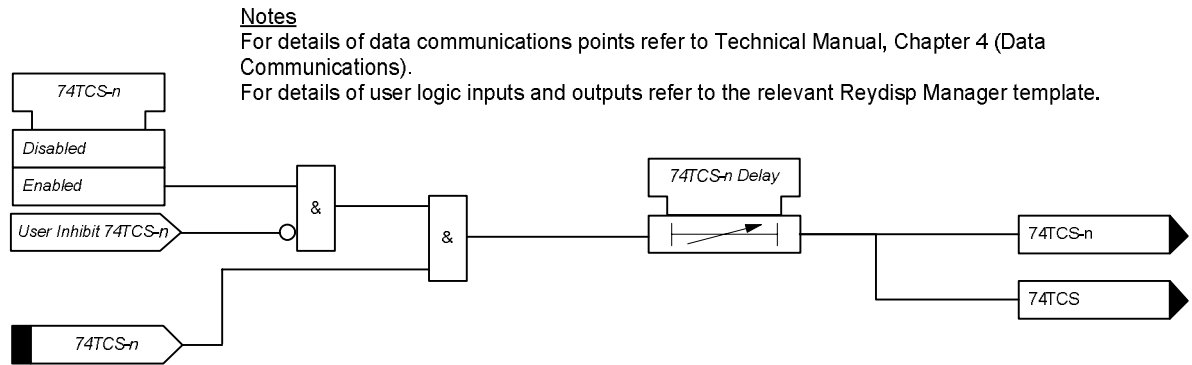 Notes
For details of data communications points refer to Technical Manual, Chapter 4 (Data
Communications).
For details of user logic inputs and outputs refer to the relevant Reydisp Manager template.
74TCS-n
Disabled
Enabled
User Inhibit 74TCS-n
&
&
74TCS-n Delay
74TCS-n
74TCS
74TCS-n